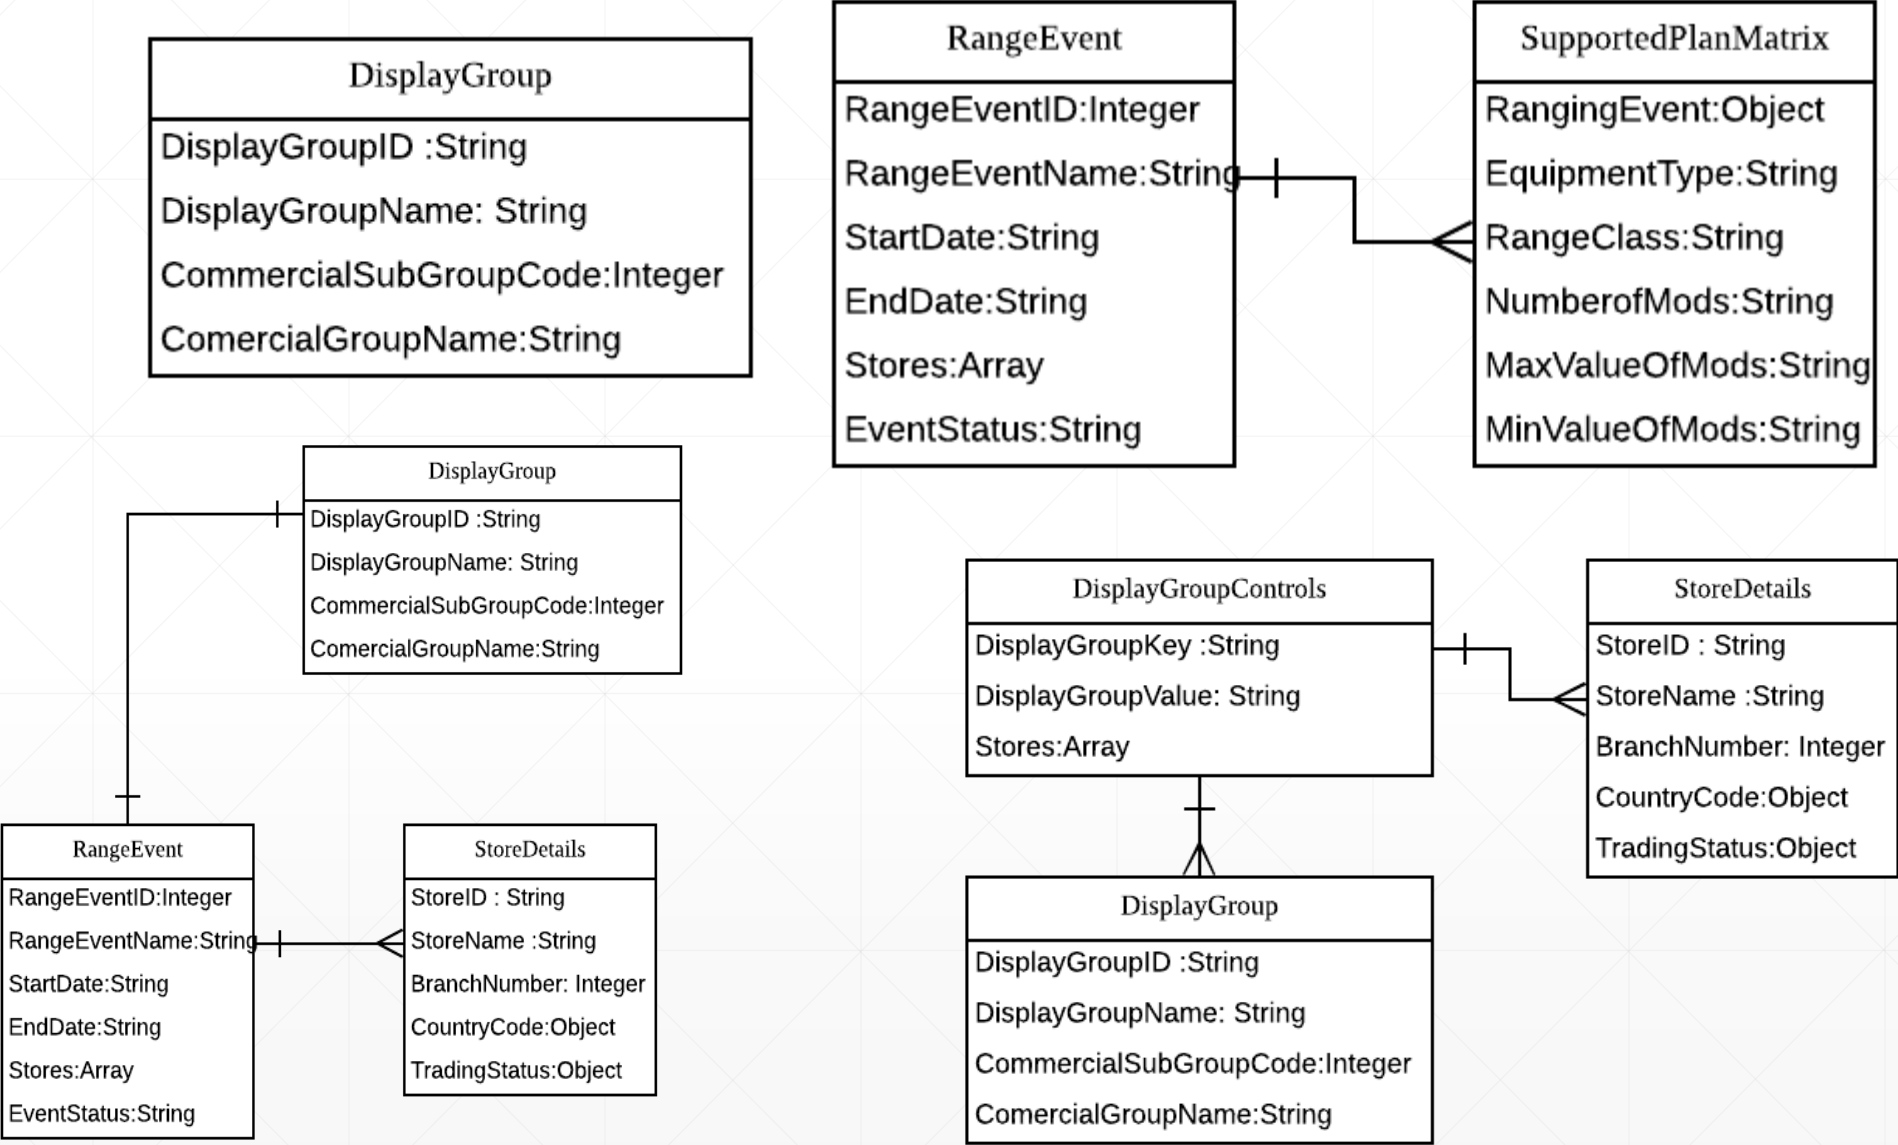 DisplayGroup
DisplayGroupID :String
DisplayGroupName: String
CommercialSubGroupCode:Integer
ComercialGroupName:String
RangeEvent
RangeEventID:Integer
RangeEventName:String
StartDate:String
EndDate:String
Stores:Array
EventStatus:String
SupportedPlanMatrix
RangingEvent:Object
EquipmentType:String
RangeClass:String
NumberofMods:String
MaxValueOfMods:String
MinValueOfMods:String
DisplayGroup
DisplayGroupID :String
DisplayGroupName: String
CommercialSubGroupCode:Integer
ComercialGroupName:String
RangeEvent
RangeEventID:Integer
RangeEventName:String
StartDate:String
EndDate:String
Stores:Array
EventStatus:String
StoreDetails
StoreID : String
StoreName :String
BranchNumber: Integer
CountryCode:Object
TradingStatus:Object
DisplayGroupControls
DisplayGroupKey :String
DisplayGroupValue: String
Stores:Array
StoreDetails
StoreID : String
StoreName :String
BranchNumber: Integer
CountryCode:Object
TradingStatus:Object
DisplayGroup
DisplayGroupID :String
DisplayGroupName: String
CommercialSubGroupCode:Integer
ComercialGroupName:String